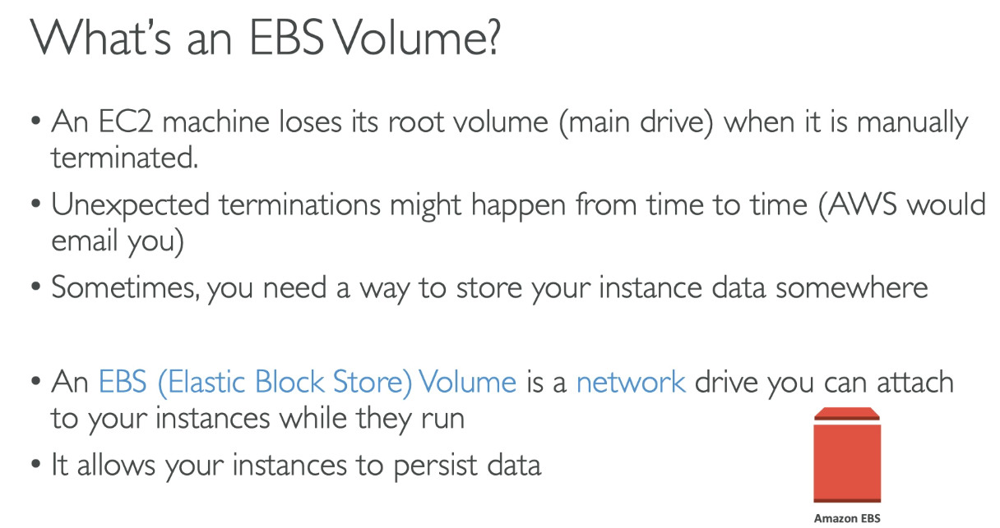 What's an EBS Volume?
• An EC2 machine loses its root volume (main drive) when it is manually
terminated.
• Unexpected terminations might happen from time to time (AWS would
email you)
• Sometimes, you need a way to store your instance data somewhere
• An EBS (Elastic Block Store) Volume is a network drive you can attach
to your instances while they run
• It allows your instances to persist data
Amazon EBS